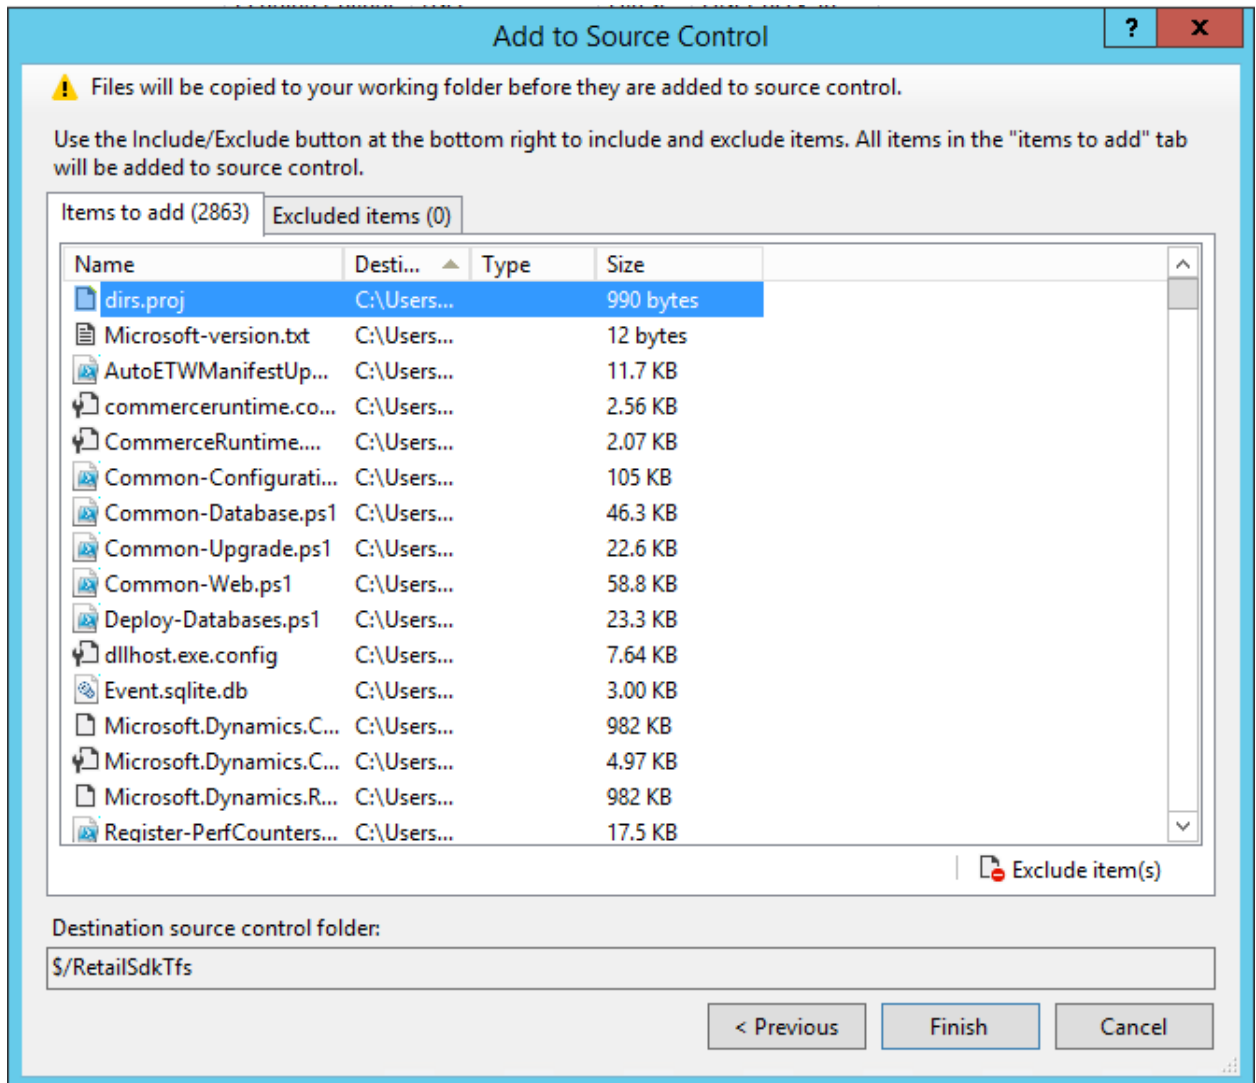 Add to Source Control
?
x
Files will be copied to your working folder before they are added to source control.
Use the Include/Exclude button at the bottom right to include and exclude items. All items in the "items to add" tab
will be added to source control.
Items to add (2863) Excluded items (0)
Name Desti... Type Size
dirs.proj C:\Users... 990 bytes
Microsoft-version.txt C:\Users... 12 bytes
AutoETWManifestUp... C:\Users... 11.7 KB
commerceruntime.co... C:\Users... 2.56 KB
CommerceRuntime.... C:\Users... 2.07 KB
Common-Configurati... C:\Users... 105 KB
Common-Database.ps1 C:\Users... 46.3 KB
Common-Upgrade.ps1 C:\Users... 22.6 KB
Common-Web.ps1 C:\Users... 58.8 KB
Deploy-Databases.ps1 C:\Users... 23.3 KB
dllhost.exe.config C:\Users... 7.64 KB
Event.sqlite.db C:\Users... 3.00 KB
Microsoft.Dynamics.C... C:\Users... 982 KB
Microsoft.Dynamics.C... C:\Users... 4.97 KB
Microsoft.Dynamics.R... C:\Users... 982 KB
Register-PerfCounters... C:\Users... 17.5 KB
Exclude item(s)
Destination source control folder:
$/RetailSdkTfs
< Previous Finish Cancel